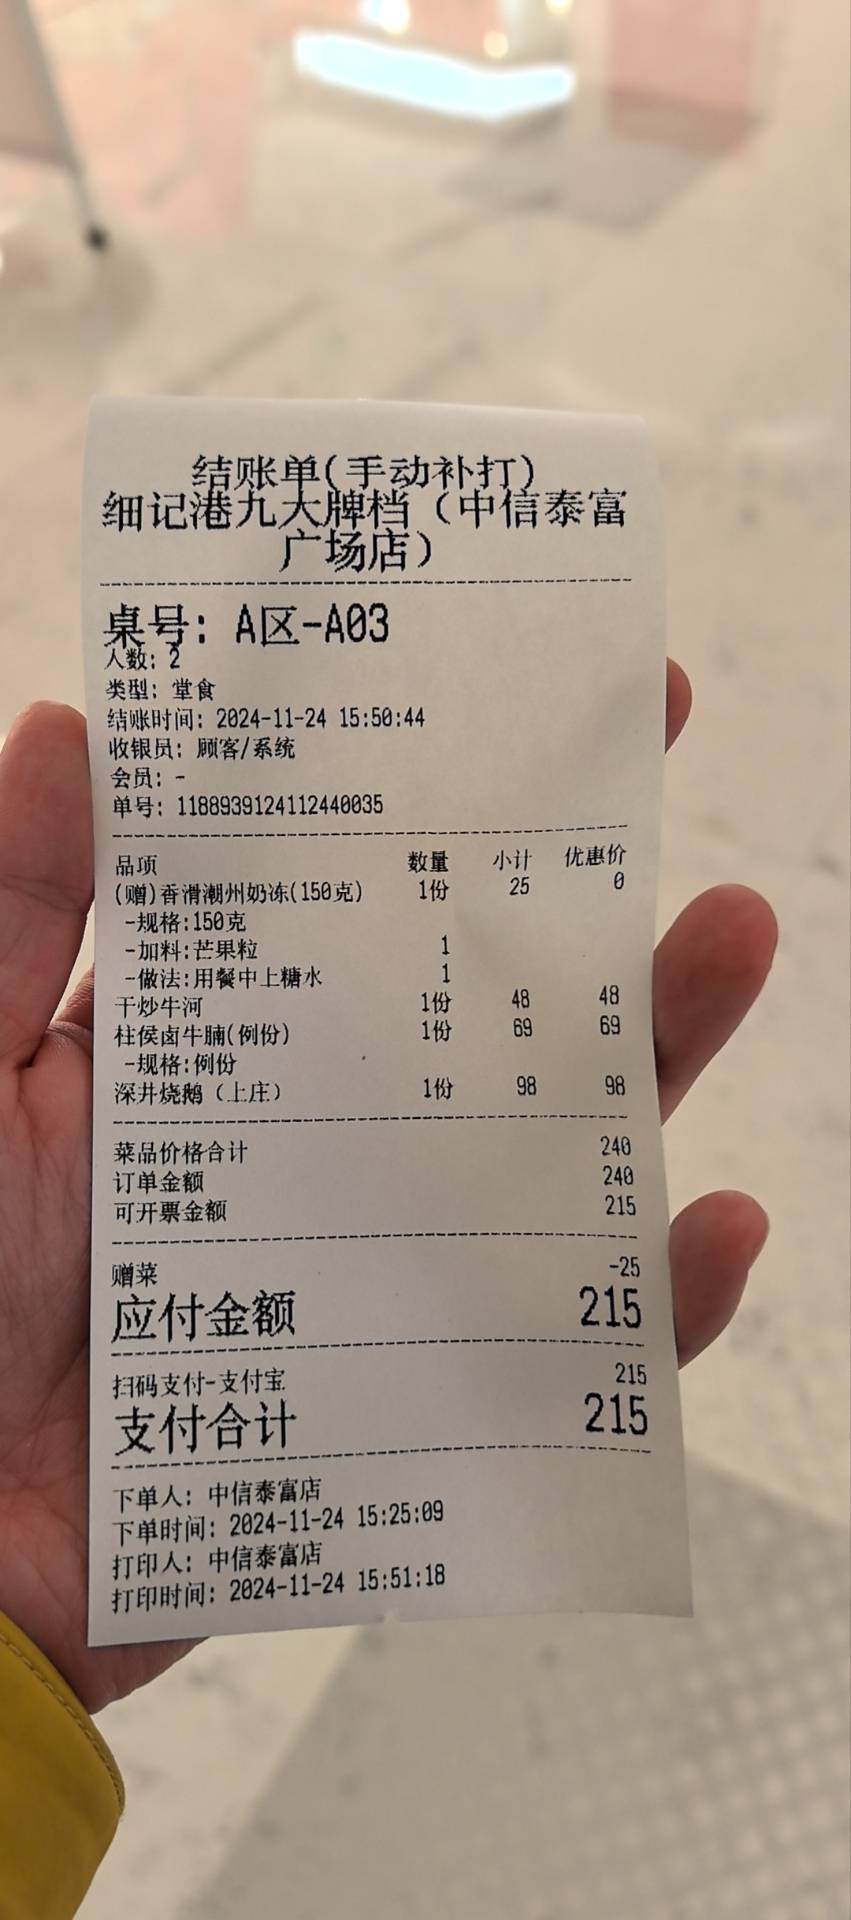 结账单(手动补打)
细记港九大牌档（中信泰富
广场店）
桌号: A区-A03
人数: 2
类型: 堂食
结账时间: 2024-11-24 15:50:44
收银员: 顾客/系统
会员: -
单号: 1188939124112440035
品项 数量 小计 优惠价
(赠)香滑潮州奶冻(150克) 1份 25 0
-规格:150克
-加料:芒果粒 1
-做法:用餐中上糖水 1
干炒牛河 1份 48 48
柱侯卤牛腩(例份) 1份 69 69
-规格:例份
深井烧鹅（上庄） 1份 98 98
菜品价格合计 240
订单金额 240
可开票金额 215
赠菜 -25
应付金额 215
扫码支付-支付宝 215
支付合计 215
下单人: 中信泰富店
下单时间: 2024-11-24 15:25:09
打印人: 中信泰富店
打印时间: 2024-11-24 15:51:18